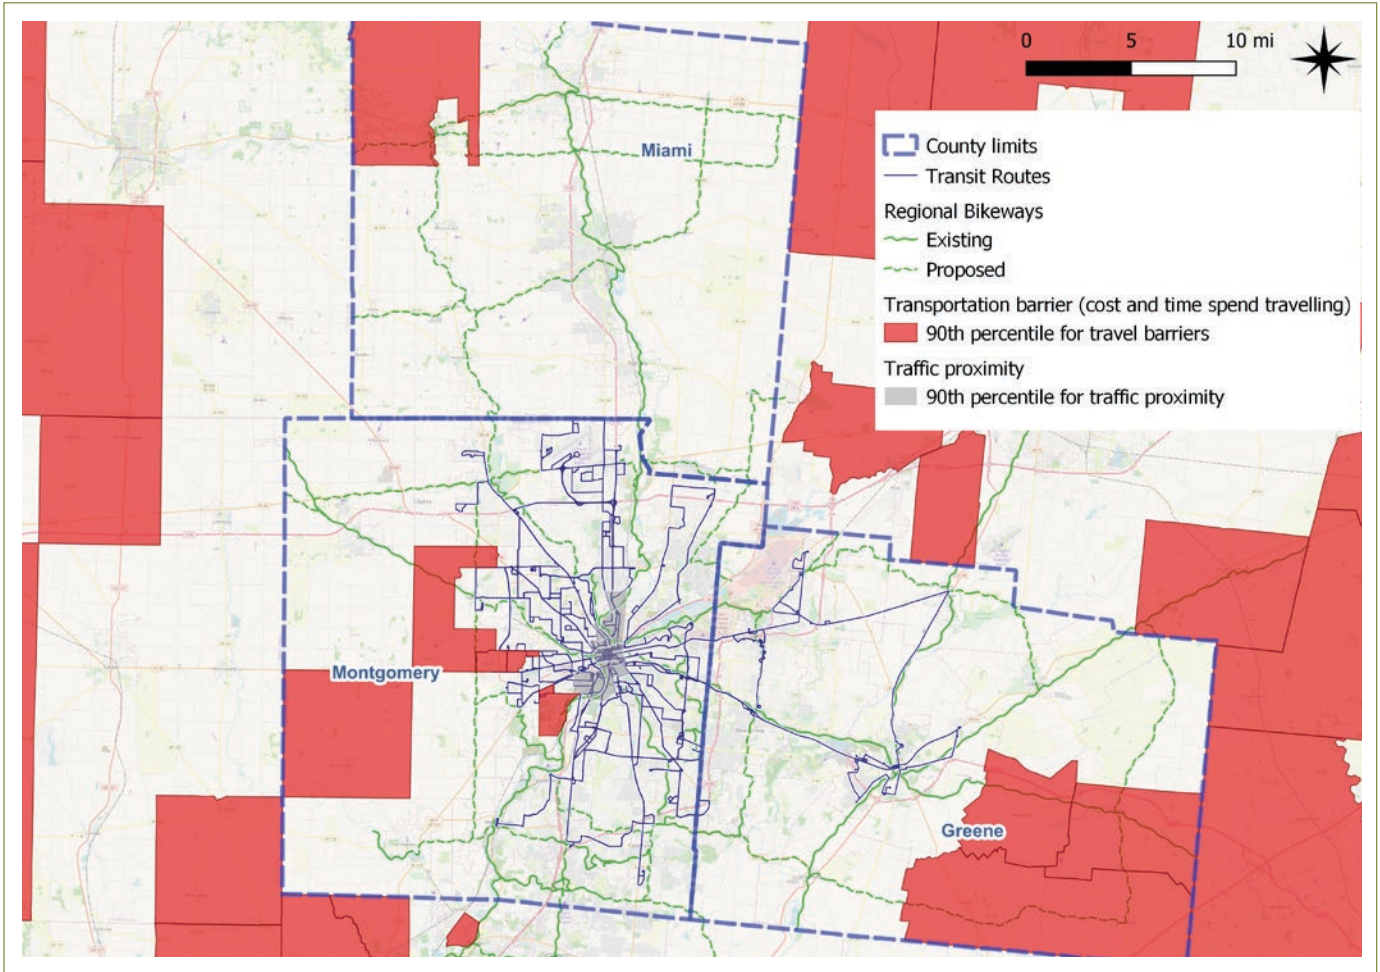 0 5 10 mi
County limits
Transit Routes
Regional Bikeways
Existing
Proposed
Transportation barrier (cost and time spend travelling)
90th percentile for travel barriers
Traffic proximity
90th percentile for traffic proximity
Miami
Montgomery
Greene